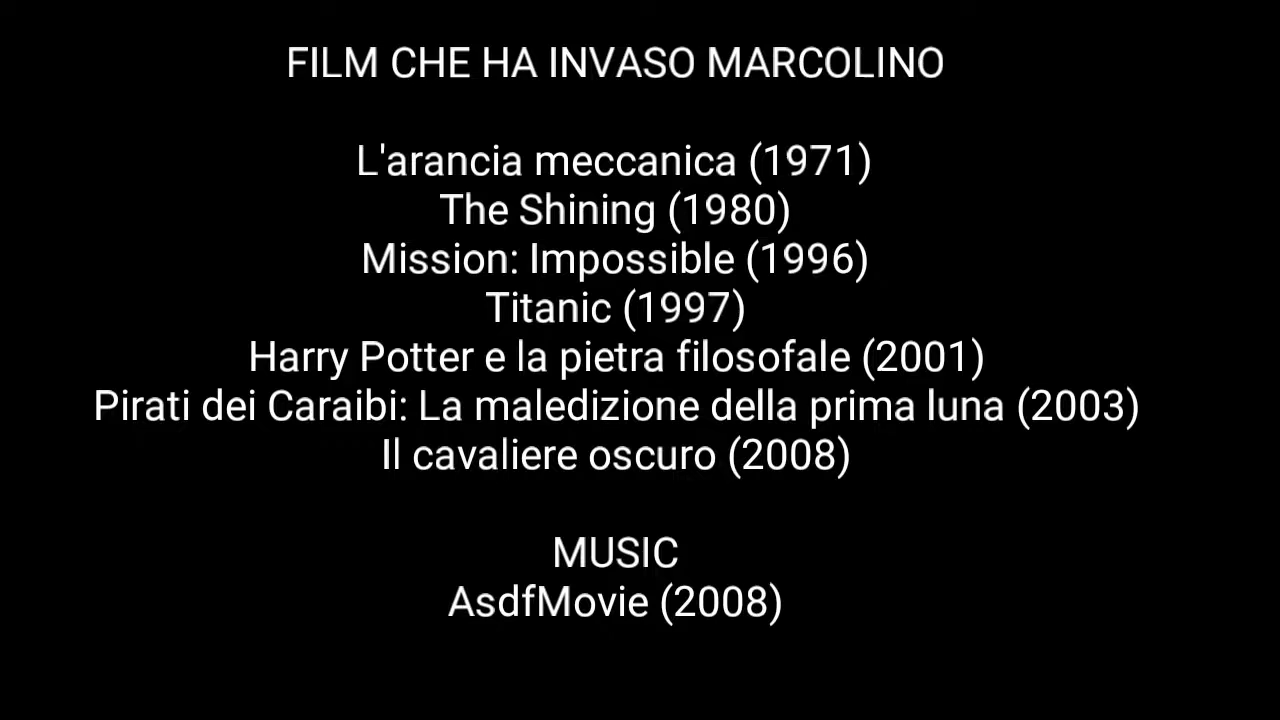 FILM CHE HA INVASO MARCOLINO
L'arancia meccanica (1971)
The Shining (1980)
Mission: Impossible (1996)
Titanic (1997)
Harry Potter e la pietra filosofale (2001)
Pirati dei Caraibi: La maledizione della prima luna (2003)
Il cavaliere oscuro (2008)
MUSIC
AsdfMovie (2008)